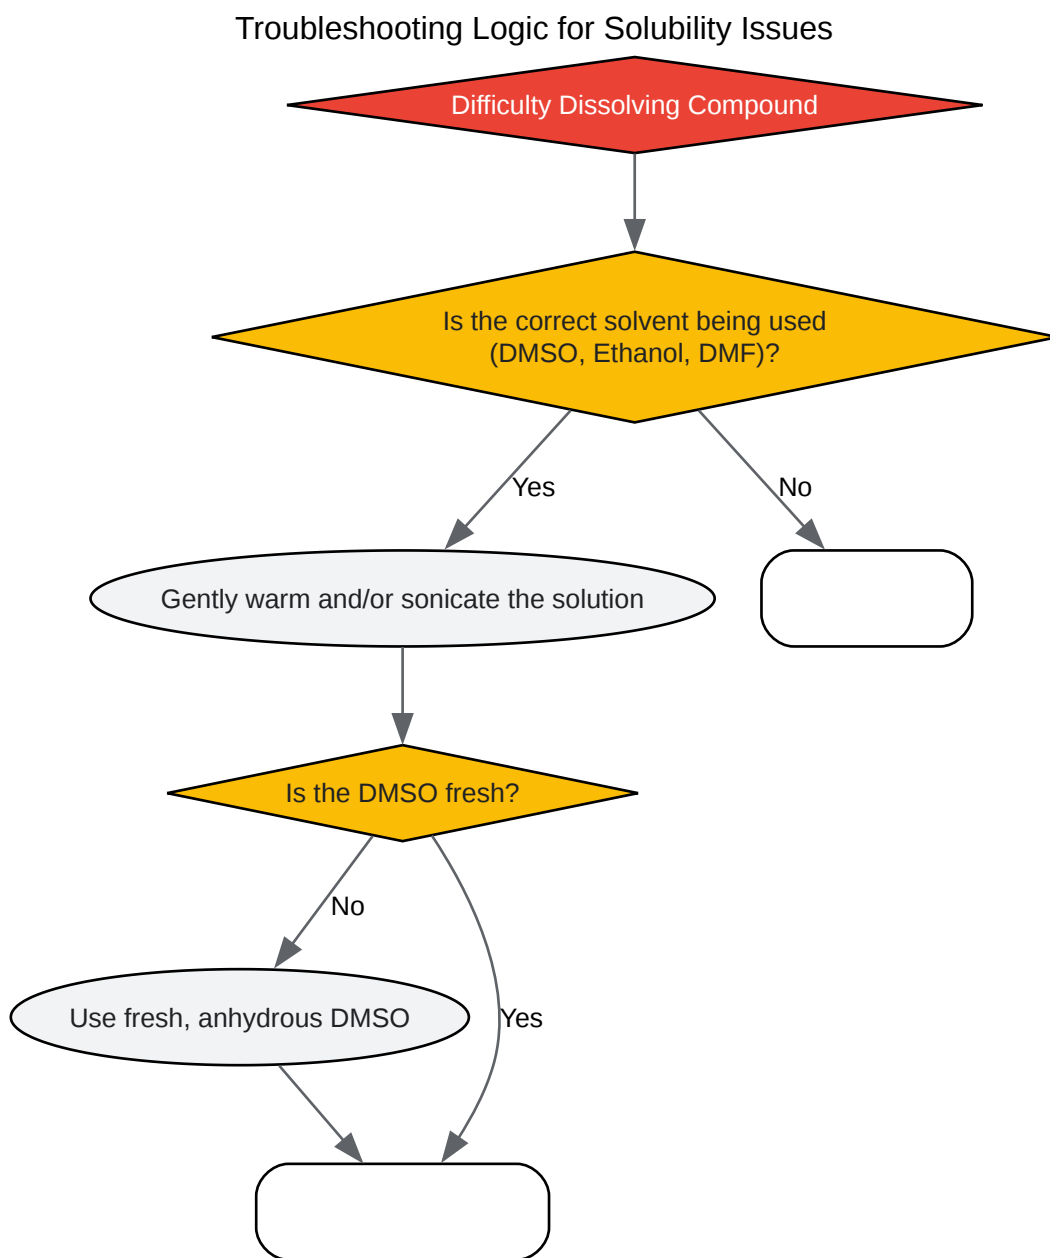 Troubleshooting Logic for Solubility Issues
Difficulty Dissolving Compound
Is the correct solvent being used
(DMSO, Ethanol, DMF)?
Yes
No
Gently warm and/or sonicate the solution
Is the DMSO fresh?
No
Use fresh, anhydrous DMSO
Yes